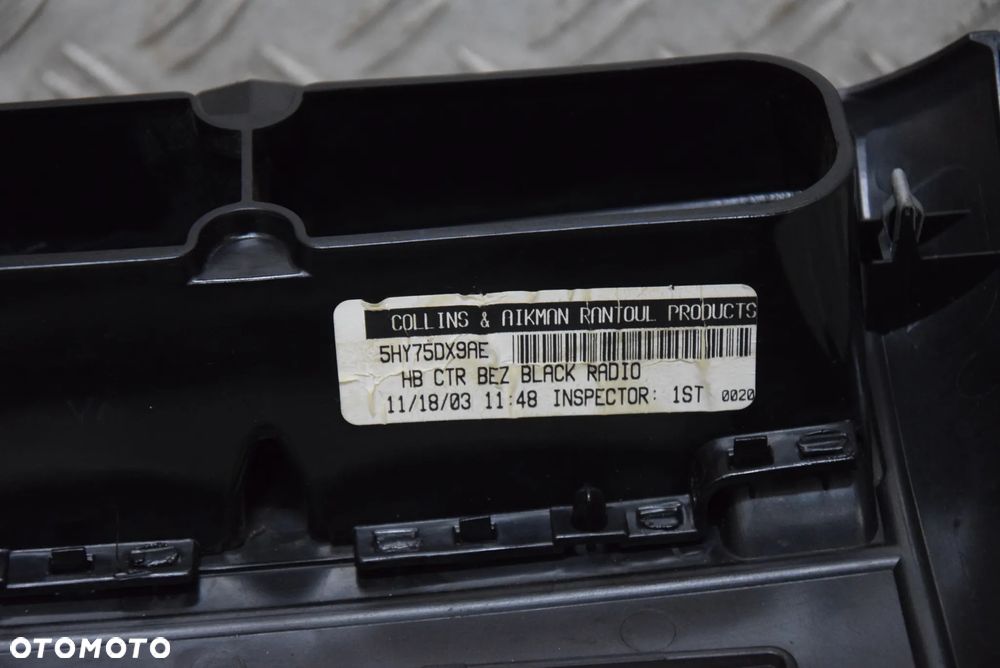 COLLINS & AIKMAN RANTOUL PRODUCTS
5HY75DX9AE
HB CTR BEZ BLACK RADIO
11/18/03 11:48 INSPECTOR: 1ST 0020
OTOMOTO